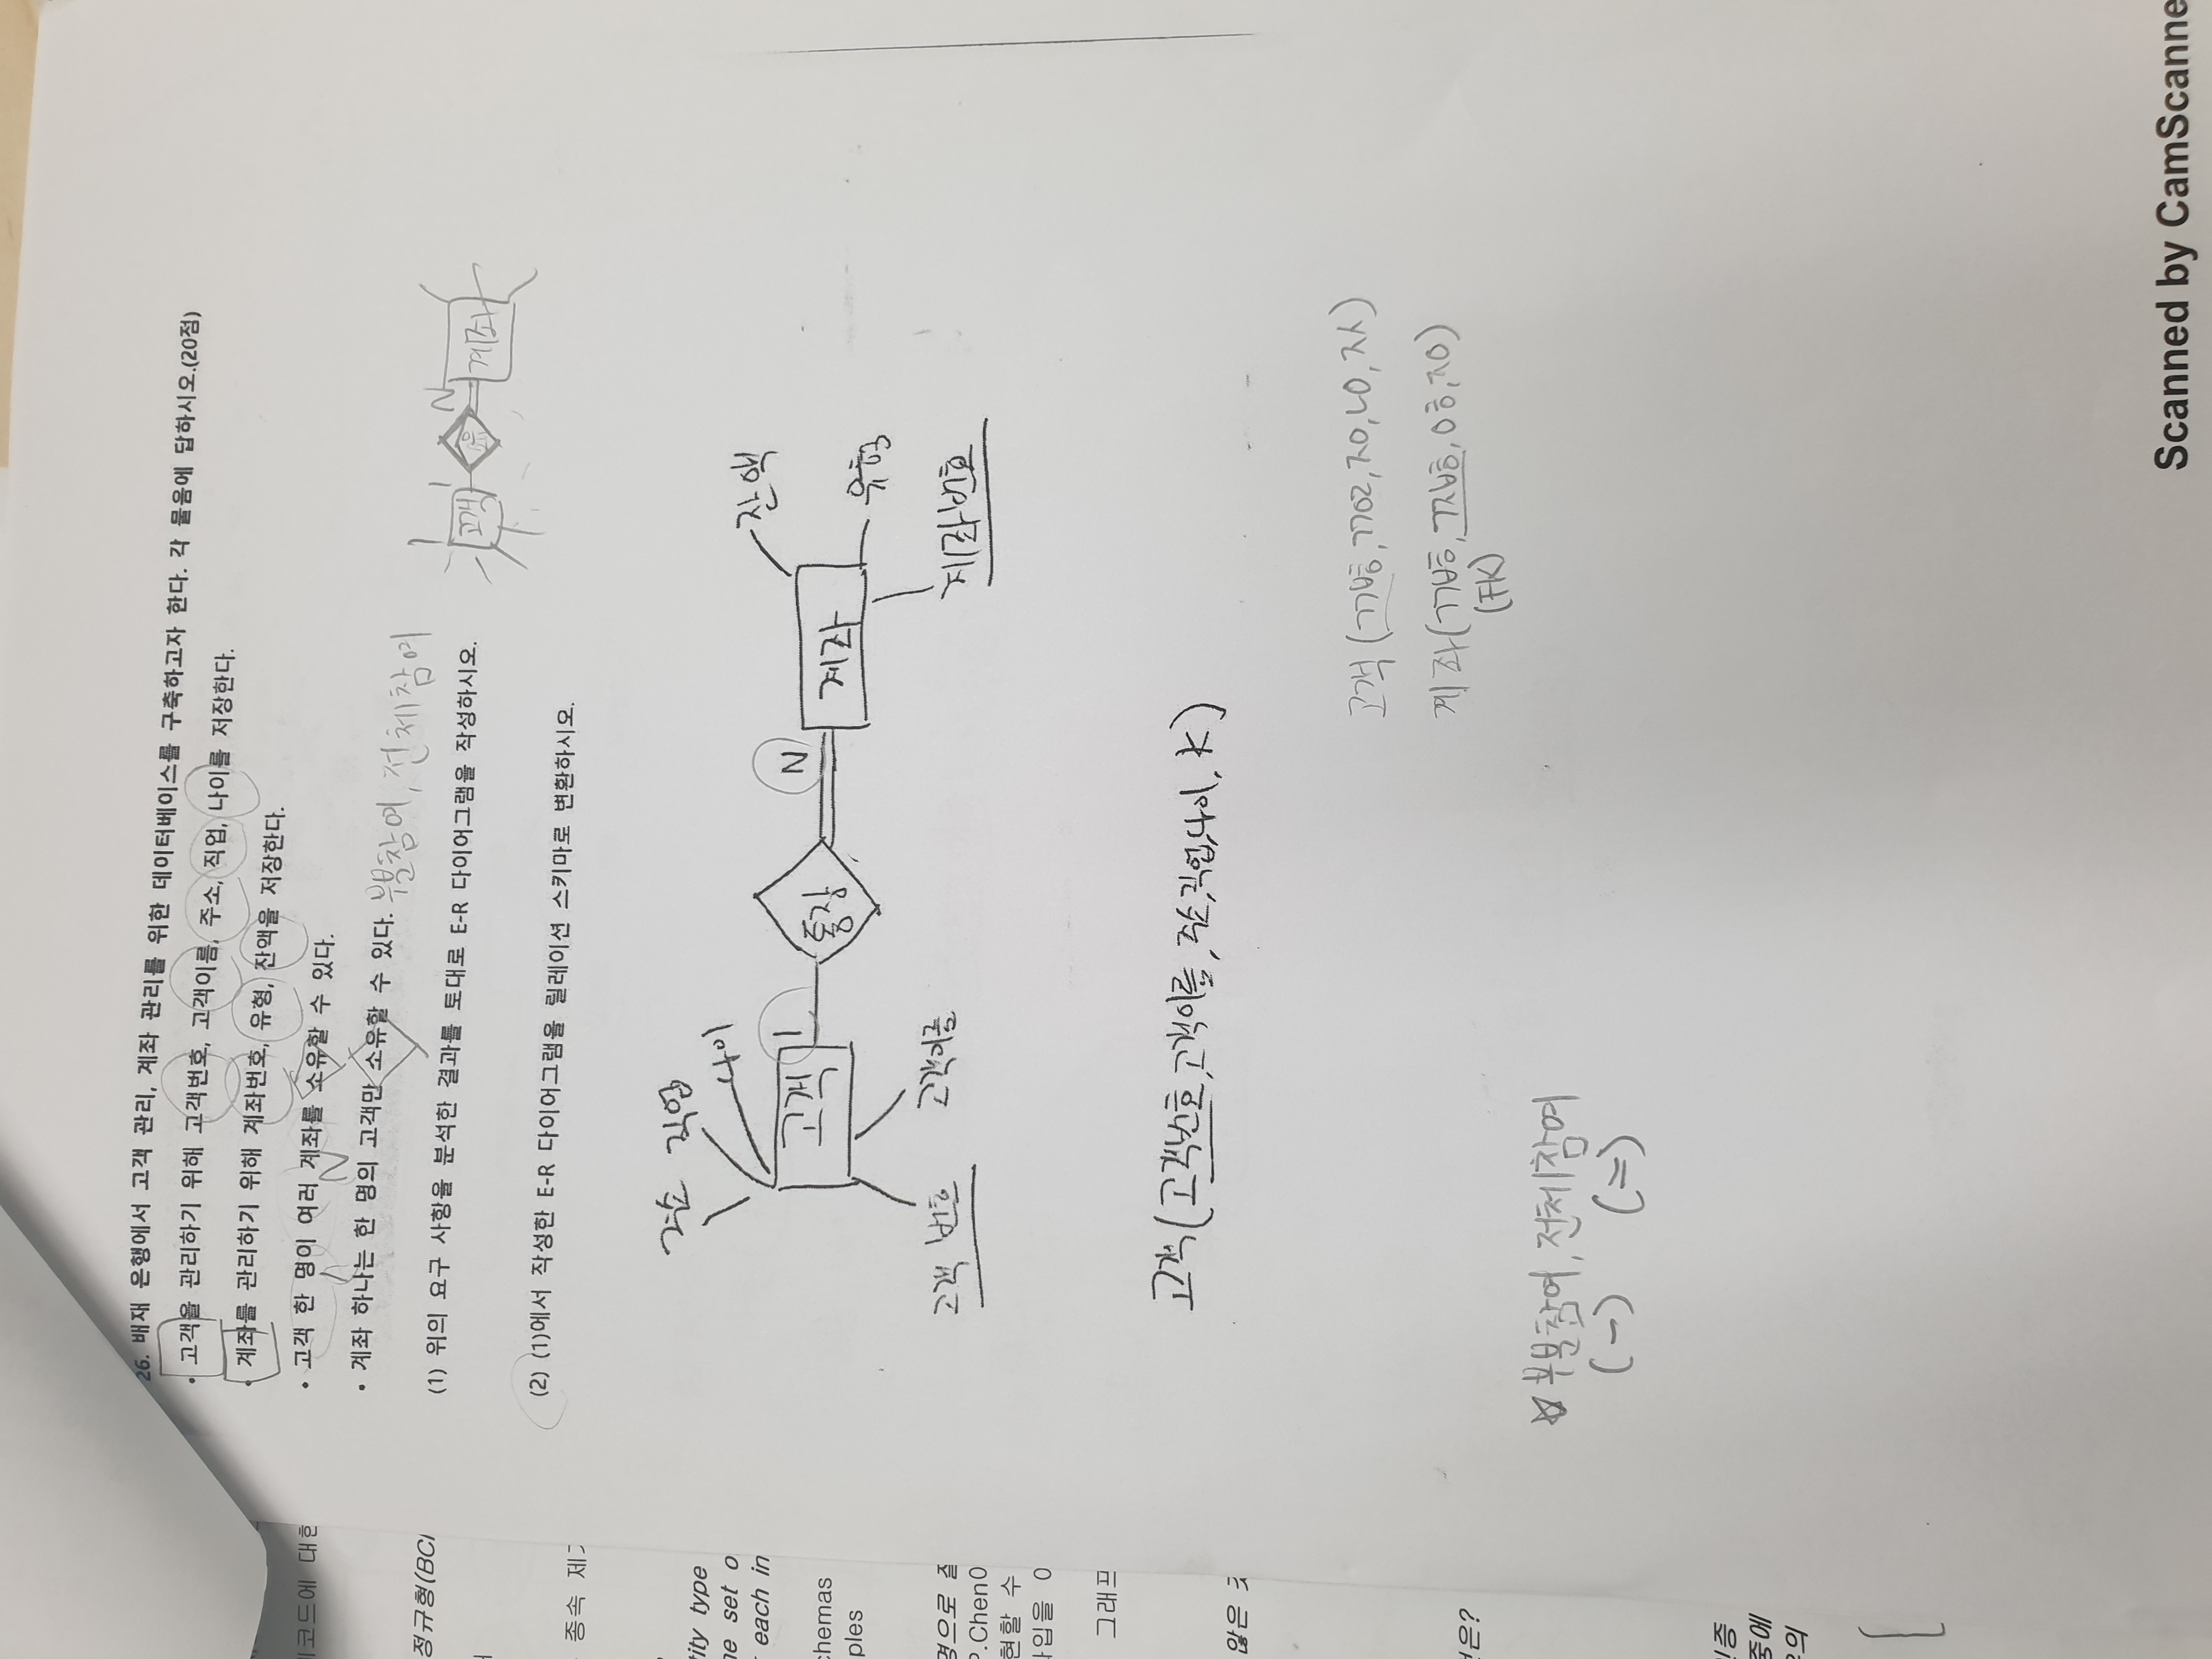 26. 배재 은행에서 고객 관리, 계좌 관리를 위한 데이터베이스를 구축하고자 한다. 각 물음에 답하시오.(20점)
• 고객을 관리하기 위해 고객번호, 고객이름, 주소, 직업, 나이를 저장한다.
• 계좌를 관리하기 위해 계좌번호, 유형, 잔액을 저장한다.
• 고객 한 명이 여러 계좌를 소유할 수 있다.
1 N
• 계좌 하나는 한 명의 고객만 소유할 수 있다. 부분참여, 전체참여
(1) 위의 요구 사항을 분석한 결과를 토대로 E-R 다이어그램을 작성하시오.
고객 1 소유 N 계좌
(2) (1)에서 작성한 E-R 다이어그램을 릴레이션 스키마로 변환하시오.
주소 직업
나이
잔액
고객 1 통장 N 계좌
유형
고객 번호 고객이름 계좌번호
고객(고객번호, 고객이름, 주소, 직업, 나이, K)
고객(ㄱㄱㅂㅎ, ㄱㄱㅇㄹ, ㅈㅇ, ㄴㅇ, ㅈㅅ)
계좌(ㄱㄱㅂㅎ, ㄱㅈㅂㅎ, ㅇㅎ, ㅈㅇ)
(FK)
☆ 부분참여, 전체참여
(-) (=)
레코드에 대한
정규형(BC
종속 제
tity type
he set o
each in
chemas
ples
명으로
P.Chen
현할 수
타입을
그래프
않은
은?
인증
중에
의
[
Scanned by CamScanne